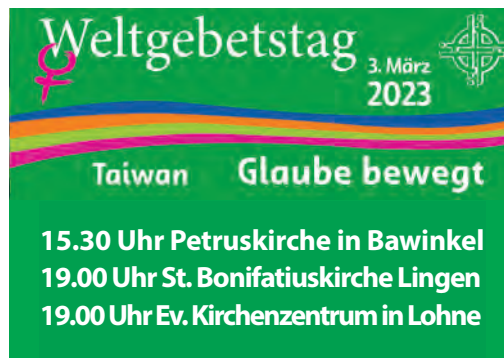 Weltgebetstag
3. März
2023
Taiwan Glaube bewegt
15.30 Uhr Petruskirche in Bawinkel
19.00 Uhr St. Bonifatiuskirche Lingen
19.00 Uhr Ev. Kirchenzentrum in Lohne